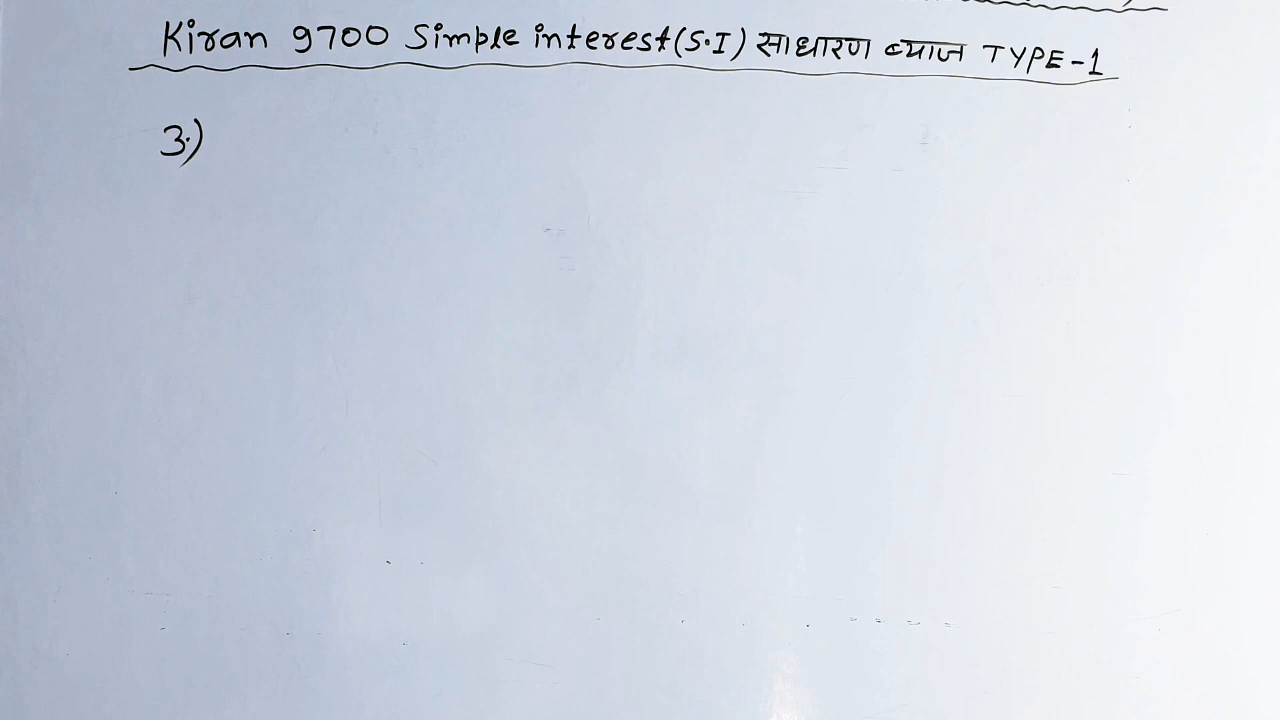 Kiran 9700 Simple interest(S.I) साधारण ब्याज TYPE-1
3.)